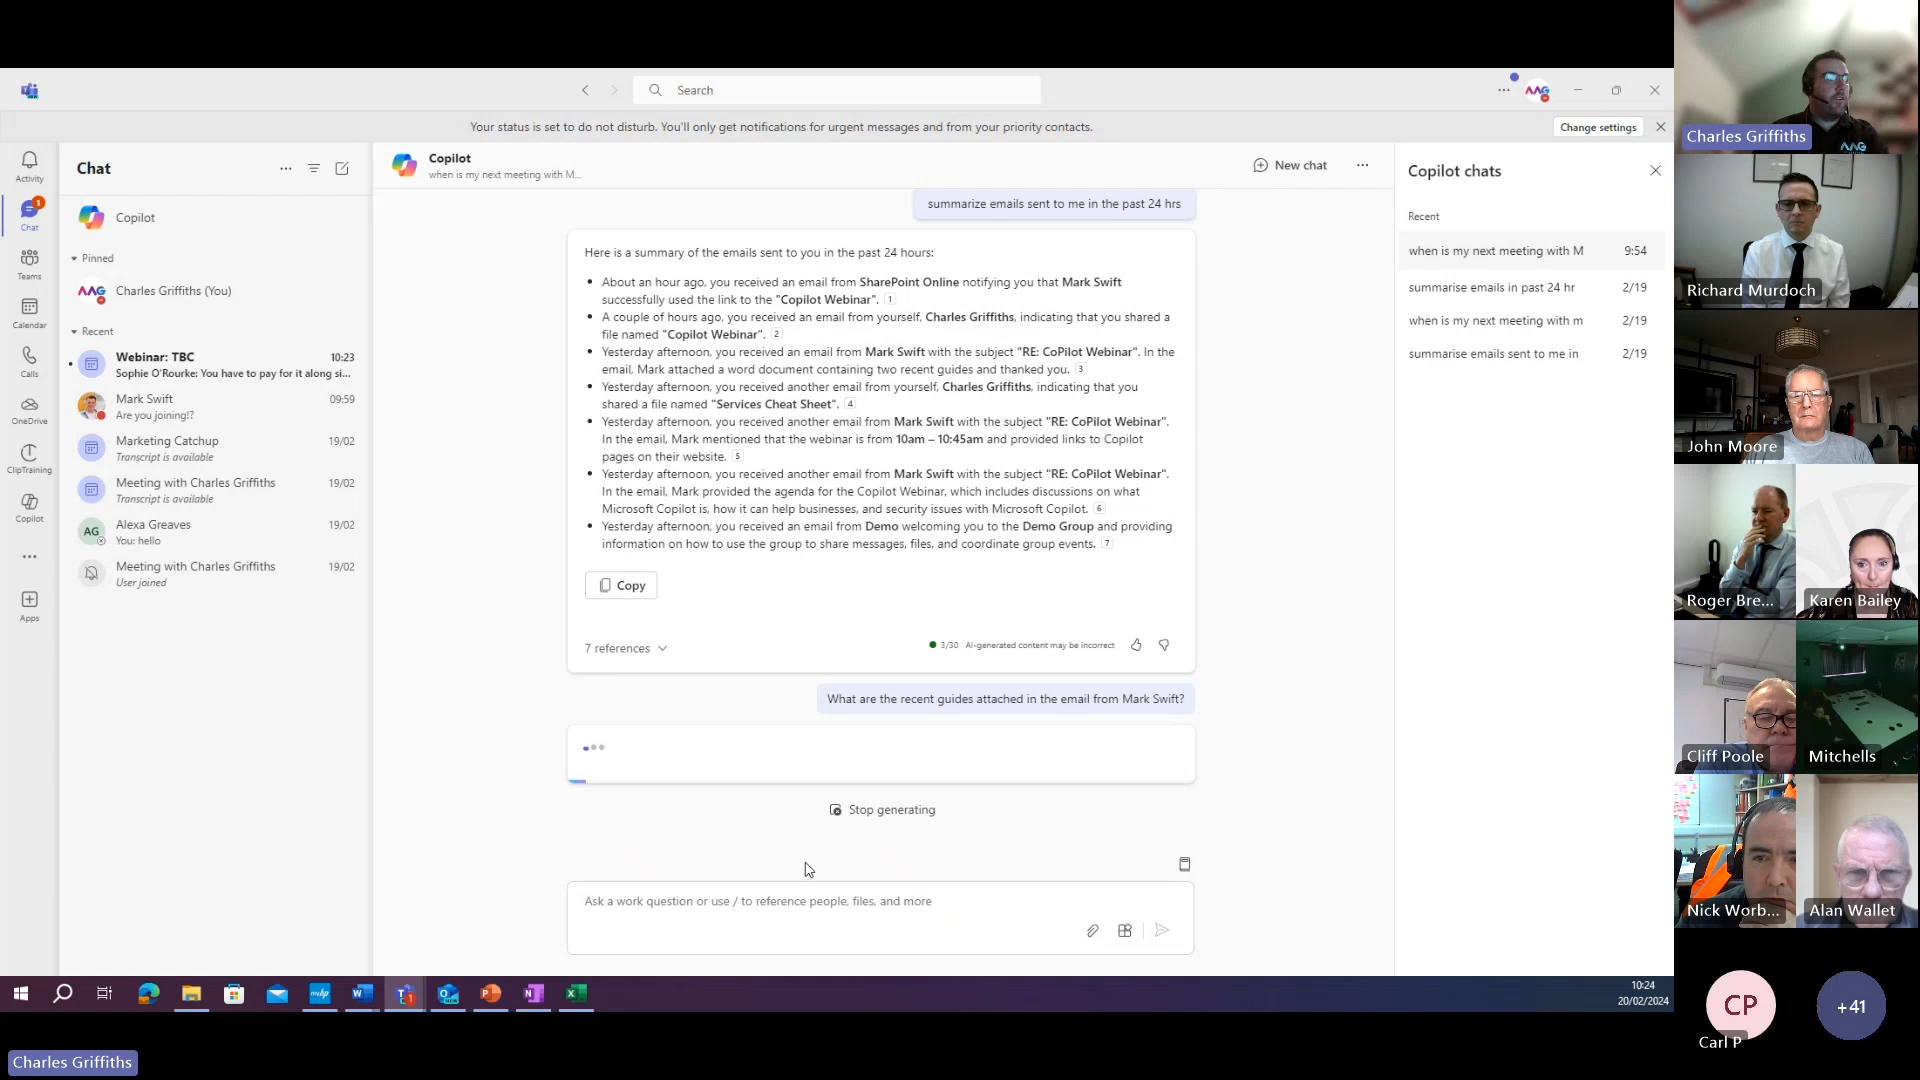 Search
Your status is set to do not disturb. You'll only get notifications for urgent messages and from your priority contacts.
Change settings
Activity
Chat
1
Teams
Calendar
Calls
OneDrive
ClipTraining
Copilot
Apps
Chat
Copilot
Pinned
Charles Griffiths (You)
Recent
Webinar: TBC 10:23
Sophie O'Rourke: You have to pay for it along si...
Mark Swift 09:59
Are you joining!?
Marketing Catchup 19/02
Transcript is available
Meeting with Charles Griffiths 19/02
Transcript is available
AG
Alexa Greaves 19/02
You: hello
Meeting with Charles Griffiths 19/02
User joined
Copilot
when is my next meeting with M...
New chat
summarize emails sent to me in the past 24 hrs
Here is a summary of the emails sent to you in the past 24 hours:
• About an hour ago, you received an email from SharePoint Online notifying you that Mark Swift
successfully used the link to the "Copilot Webinar". 1
• A couple of hours ago, you received an email from yourself, Charles Griffiths, indicating that you shared a
file named "Copilot Webinar". 2
• Yesterday afternoon, you received an email from Mark Swift with the subject "RE: CoPilot Webinar". In the
email, Mark attached a word document containing two recent guides and thanked you. 3
• Yesterday afternoon, you received another email from yourself, Charles Griffiths, indicating that you
shared a file named "Services Cheat Sheet". 4
• Yesterday afternoon, you received another email from Mark Swift with the subject "RE: CoPilot Webinar".
In the email, Mark mentioned that the webinar is from 10am – 10:45am and provided links to Copilot
pages on their website. 5
• Yesterday afternoon, you received another email from Mark Swift with the subject "RE: CoPilot Webinar".
In the email, Mark provided the agenda for the Copilot Webinar, which includes discussions on what
Microsoft Copilot is, how it can help businesses, and security issues with Microsoft Copilot. 6
• Yesterday afternoon, you received an email from Demo welcoming you to the Demo Group and providing
information on how to use the group to share messages, files, and coordinate group events. 7
Copy
7 references
3/30 AI-generated content may be incorrect
What are the recent guides attached in the email from Mark Swift?
Stop generating
Ask a work question or use / to reference people, files, and more
Copilot chats
Recent
when is my next meeting with M 9:54
summarise emails in past 24 hr 2/19
when is my next meeting with m 2/19
summarise emails sent to me in 2/19
10:24
20/02/2024
Charles Griffiths
Charles Griffiths
Richard Murdoch
John Moore
Roger Bre...
Karen Bailey
Cliff Poole
Mitchells
Nick Worb...
Alan Wallet
CP
Carl P
+41